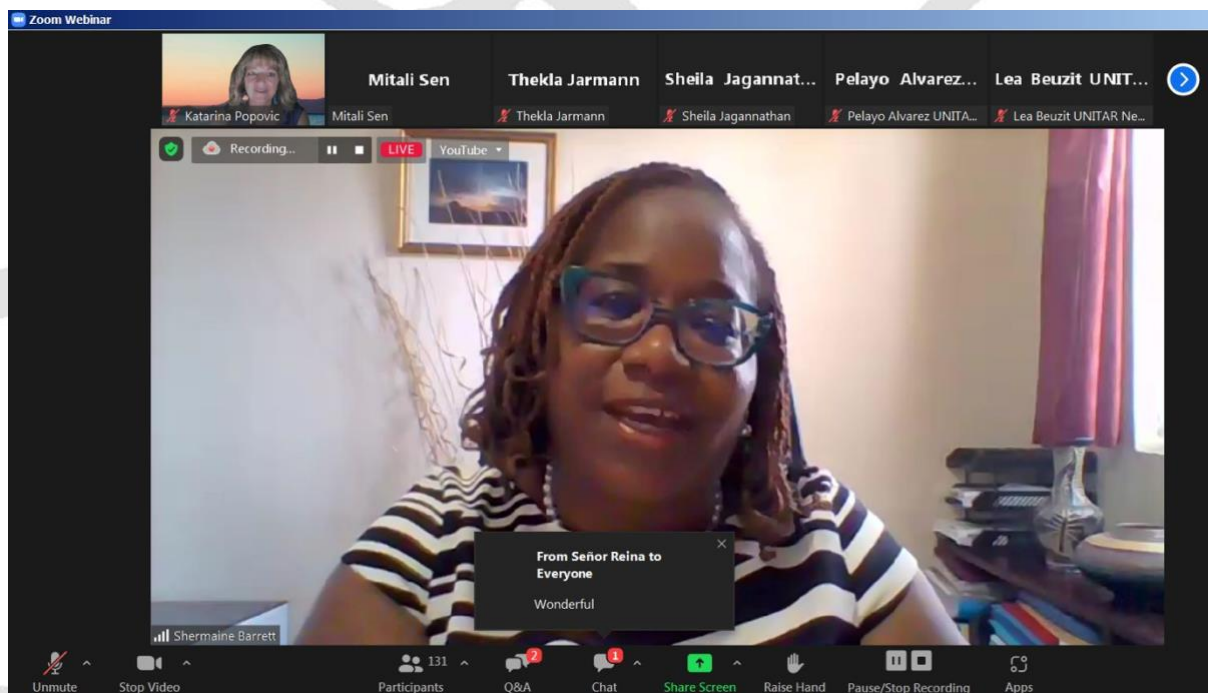 Zoom Webinar
Mitali Sen
Thekla Jarmann
Sheila Jagannat...
Pelayo Alvarez...
Lea Beuzit UNIT...
Katarina Popovic
Mitali Sen
Thekla Jarmann
Sheila Jagannathan
Pelayo Alvarez UNITA...
Lea Beuzit UNITAR Ne...
Recording...
LIVE
YouTube
From Señor Reina to
Everyone
Wonderful
Shermaine Barrett
131
2
1
Unmute
Stop Video
Participants
Q&A
Chat
Share Screen
Raise Hand
Pause/Stop Recording
Apps